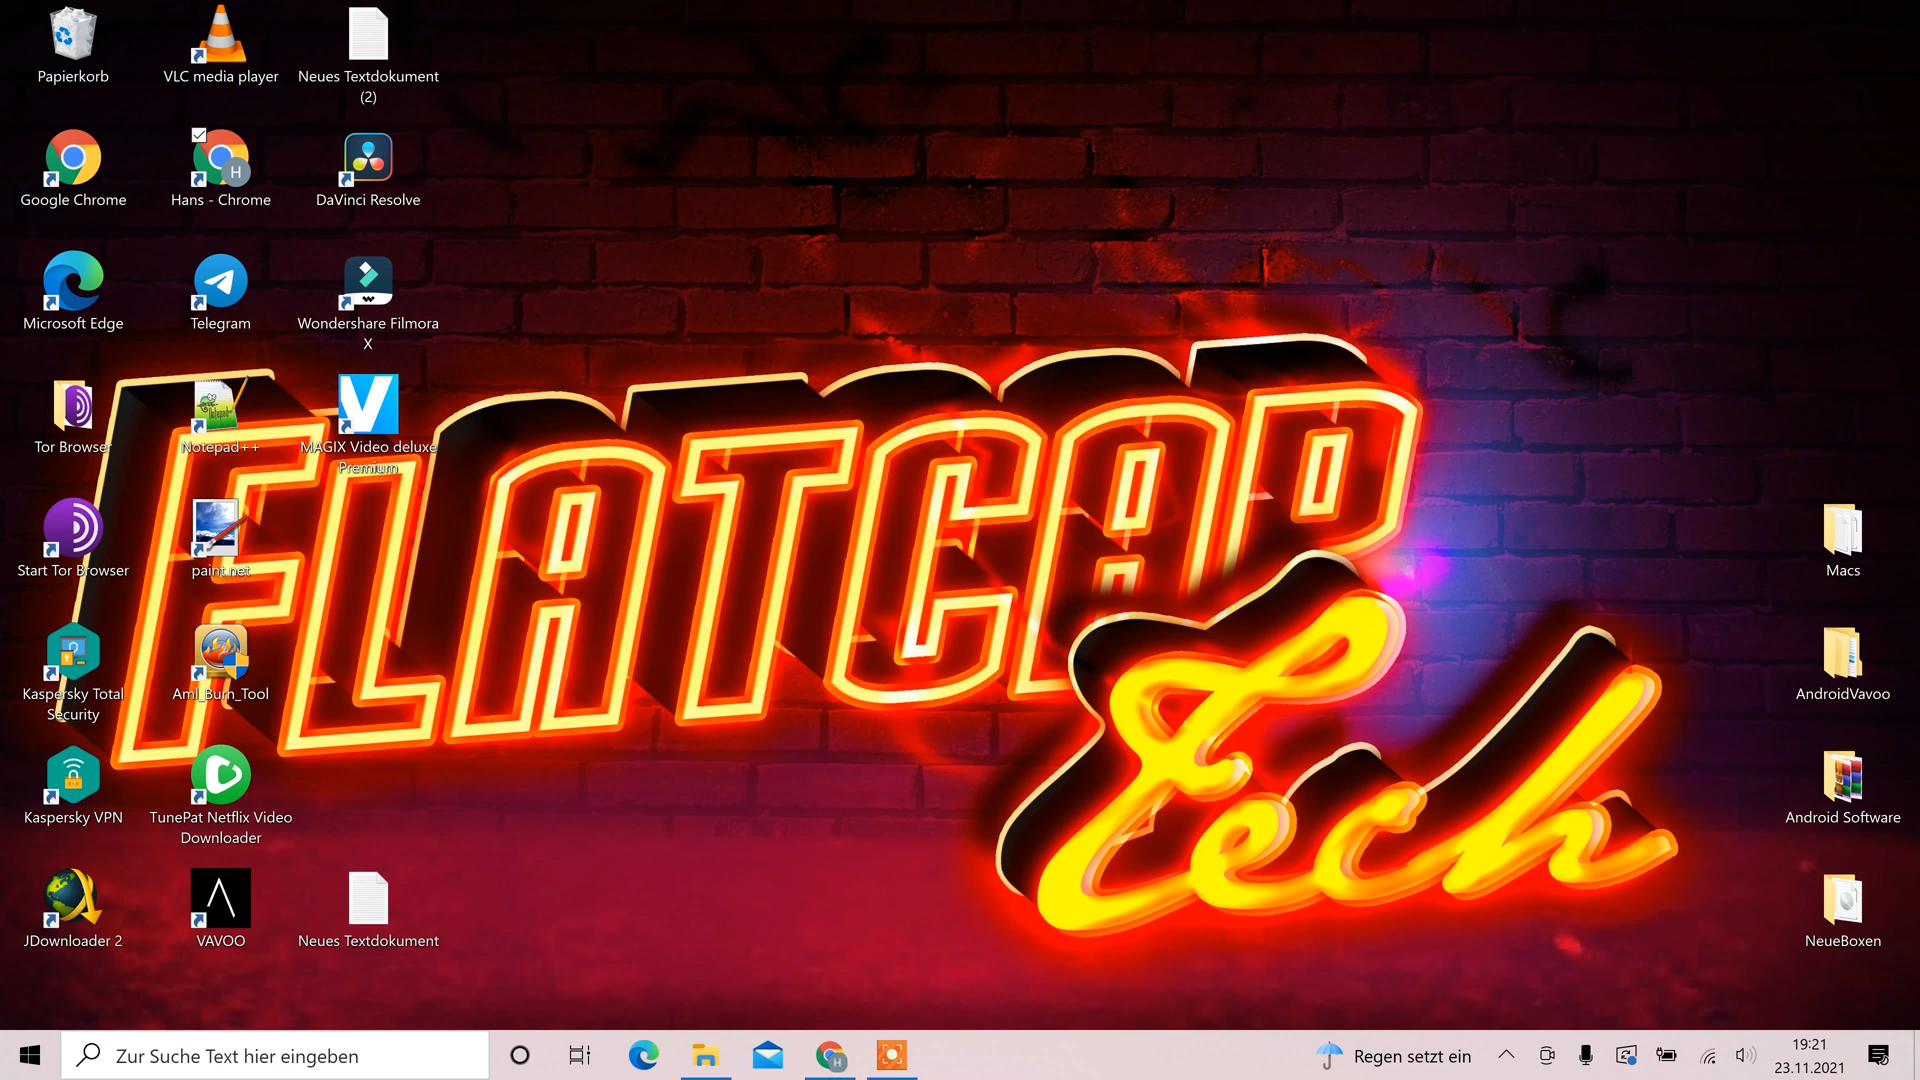 Papierkorb
VLC media player
Neues Textdokument
(2)
Google Chrome
H
Hans - Chrome
DaVinci Resolve
Microsoft Edge
Telegram
Wondershare Filmora
X
Tor Browser
Notepad++
MAGIX Video deluxe
Premium
Start Tor Browser
paint.net
Kaspersky Total
Security
Aml_Burn_Tool
Kaspersky VPN
TunePat Netflix Video
Downloader
JDownloader 2
VAVOO
Neues Textdokument
FLATCAP
Tech
Macs
AndroidVavoo
Android Software
NeueBoxen
Zur Suche Text hier eingeben
H
Regen setzt ein
19:21
23.11.2021